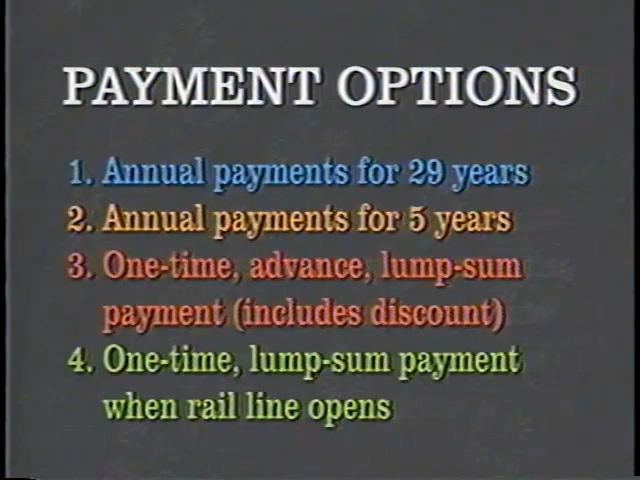 PAYMENT OPTIONS
1. Annual payments for 29 years
2. Annual payments for 5 years
3. One-time, advance, lump-sum
payment (includes discount)
4. One-time, lump-sum payment
when rail line opens